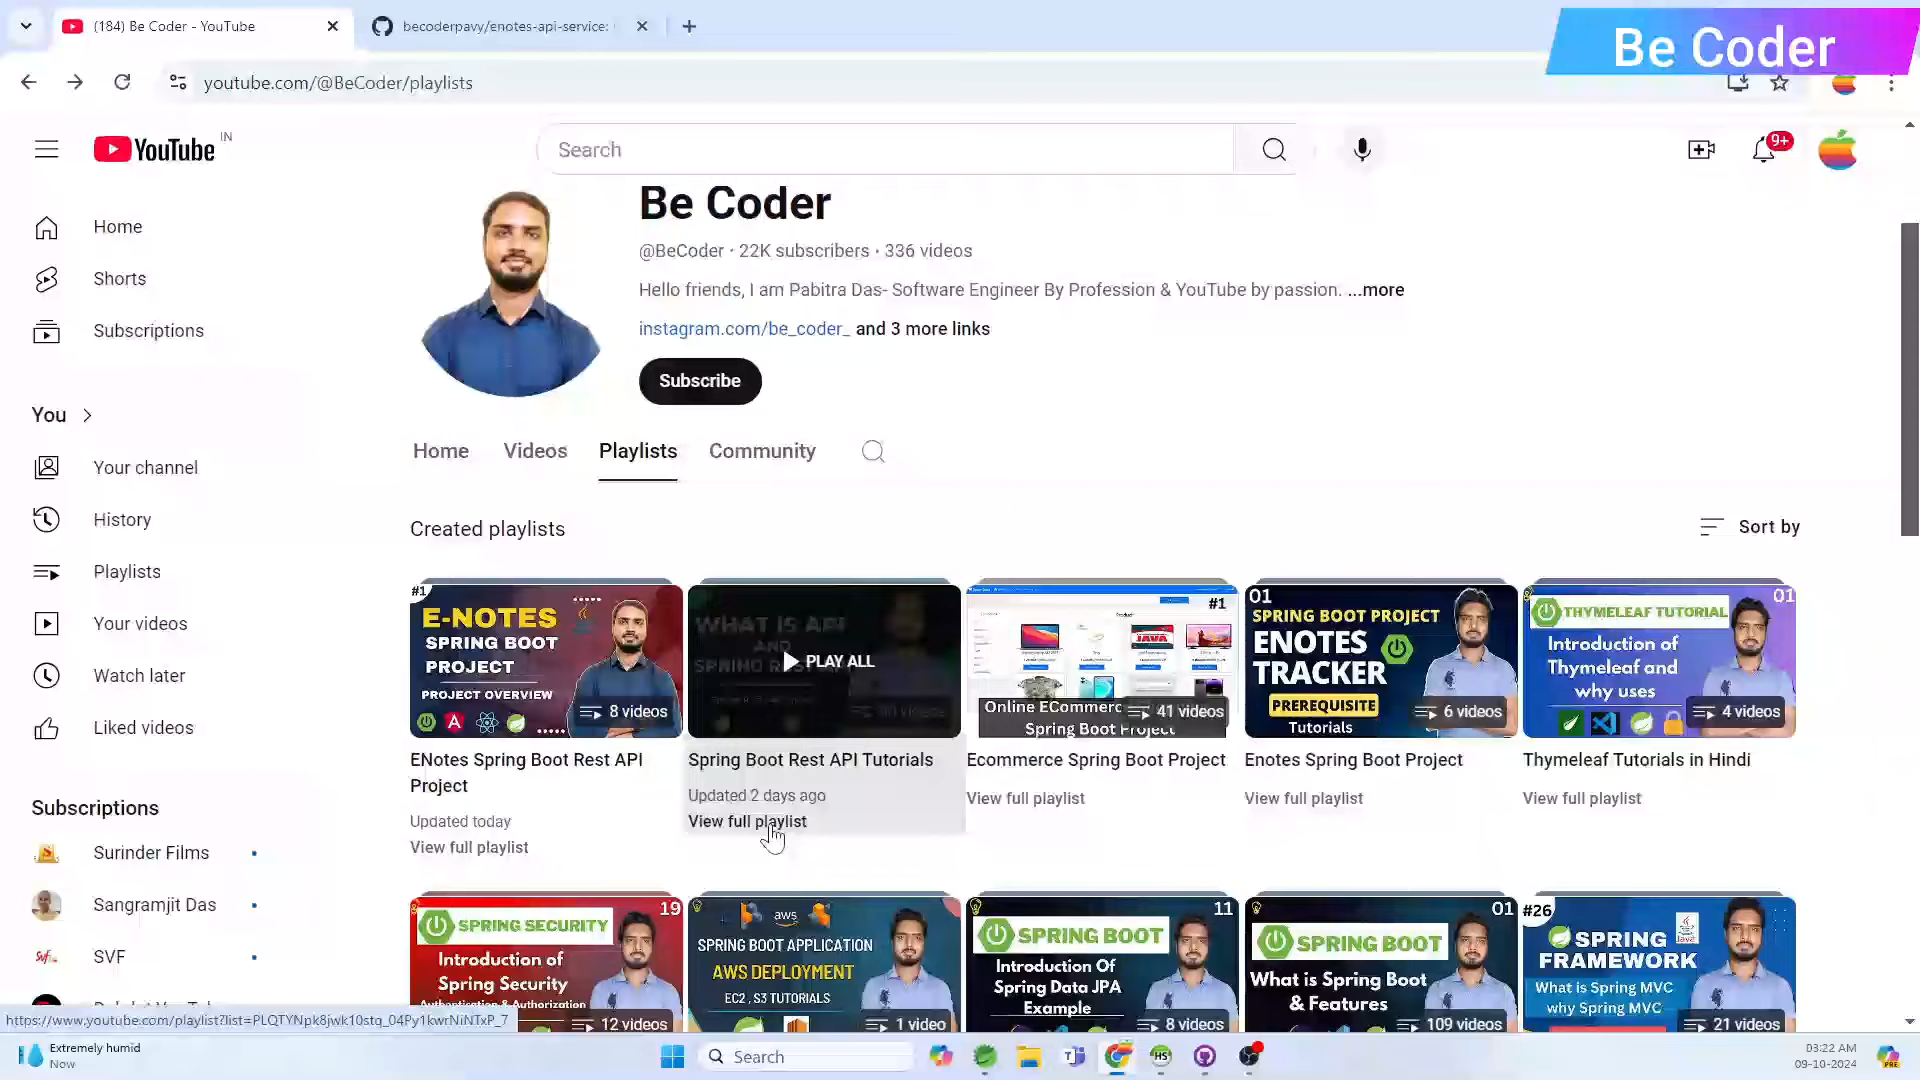 (184) Be Coder - YouTube
becoderpavy/enotes-api-service:
Be Coder
youtube.com/@BeCoder/playlists
YouTube IN
Search
9+
Home
Shorts
Subscriptions
You
Your channel
History
Playlists
Your videos
Watch later
Liked videos
Subscriptions
Surinder Films
Sangramjit Das
SVF
Be Coder
@BeCoder · 22K subscribers · 336 videos
Hello friends, I am Pabitra Das- Software Engineer By Profession & YouTube by passion. ...more
instagram.com/be_coder_ and 3 more links
Subscribe
Home Videos Playlists Community
Created playlists
Sort by
#1
E-NOTES
SPRING BOOT
PROJECT
PROJECT OVERVIEW
8 videos
ENotes Spring Boot Rest API
Project
Updated today
View full playlist
WHAT IS API
AND
PLAY ALL
Spring Boot Rest API Tutorials
Updated 2 days ago
View full playlist
#1
Online ECommerc
Spring Boot Project
41 videos
Ecommerce Spring Boot Project
View full playlist
01
SPRING BOOT PROJECT
ENOTES
TRACKER
PREREQUISITE
Tutorials
6 videos
Enotes Spring Boot Project
View full playlist
01
THYMELEAF TUTORIAL
Introduction of
Thymeleaf and
why uses
4 videos
Thymeleaf Tutorials in Hindi
View full playlist
19
SPRING SECURITY
Introduction of
Spring Security
Authentication & Authorization
12 videos
aws
SPRING BOOT APPLICATION
AWS DEPLOYMENT
EC2 , S3 TUTORIALS
1 video
11
SPRING BOOT
Introduction Of
Spring Data JPA
Example
8 videos
01
SPRING BOOT
What is Spring Boot
& Features
109 videos
#26
SPRING
FRAMEWORK
What is Spring MVC
why Spring MVC
21 videos
Extremely humid
Now
Search
03:22 AM
09-10-2024